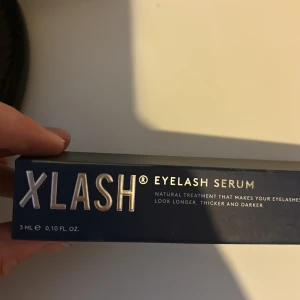 XLASH®
EYELASH SERUM
NATURAL TREATMENT THAT MAKES YOUR EYELASHES
LOOK LONGER, THICKER AND DARKER
3 ML ℮ 0,10 FL. OZ.